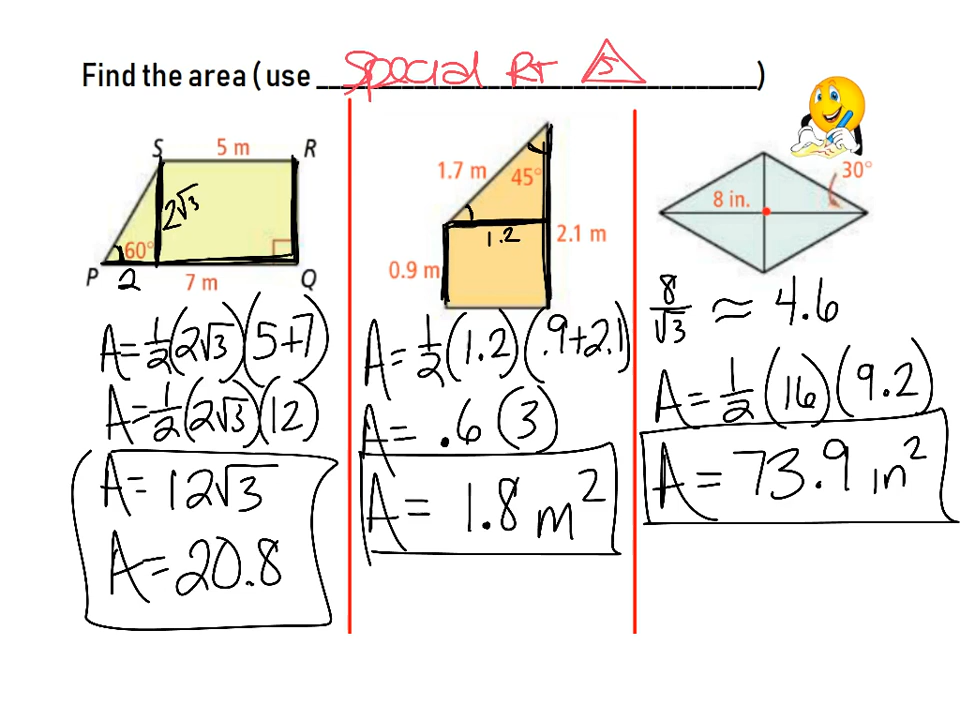 Find the area ( use Special Rt △s )
S 5 m R
2√3
60°
P 2 7 m Q
A=½(2√3)(5+7)
A=½(2√3)(12)
A= 12√3
A= 20.8
1.7 m 45°
1.2 2.1 m
0.9 m
A= ½(1.2)(.9+2.1)
A= .6(3)
A= 1.8 m²
30°
8 in.
8/√3 ≈ 4.6
A= ½(16)(9.2)
A= 73.9 in²